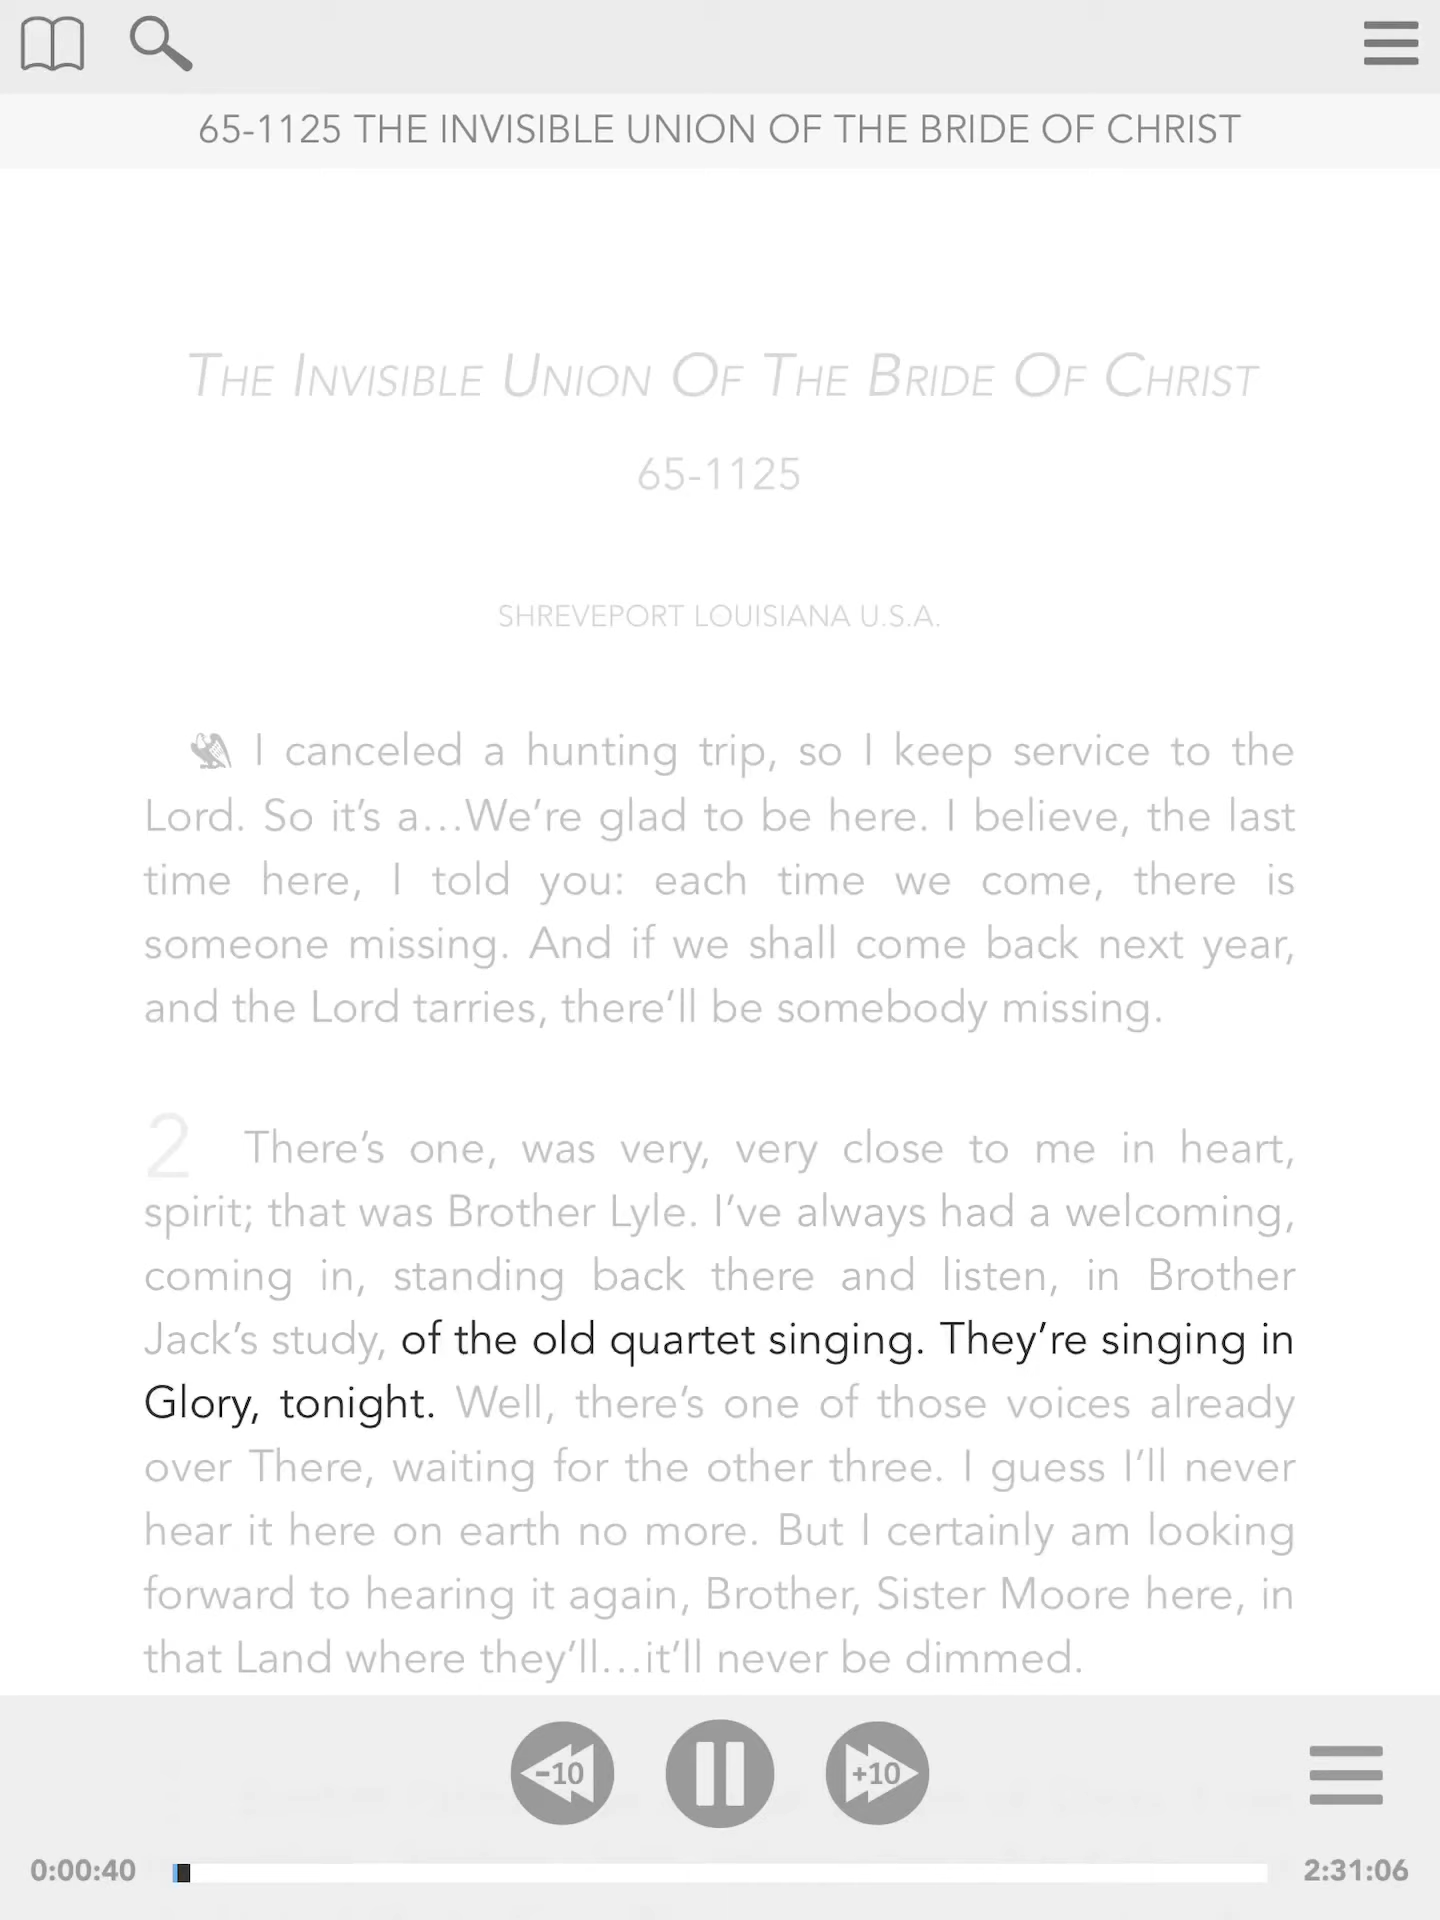 65-1125 THE INVISIBLE UNION OF THE BRIDE OF CHRIST
THE INVISIBLE UNION OF THE BRIDE OF CHRIST
65-1125
SHREVEPORT LOUISIANA U.S.A.
I canceled a hunting trip, so I keep service to the
Lord. So it’s a…We’re glad to be here. I believe, the last
time here, I told you: each time we come, there is
someone missing. And if we shall come back next year,
and the Lord tarries, there’ll be somebody missing.
2 There’s one, was very, very close to me in heart,
spirit; that was Brother Lyle. I’ve always had a welcoming,
coming in, standing back there and listen, in Brother
Jack’s study, of the old quartet singing. They’re singing in
Glory, tonight. Well, there’s one of those voices already
over There, waiting for the other three. I guess I’ll never
hear it here on earth no more. But I certainly am looking
forward to hearing it again, Brother, Sister Moore here, in
that Land where they’ll…it’ll never be dimmed.
-10 +10
0:00:40 2:31:06